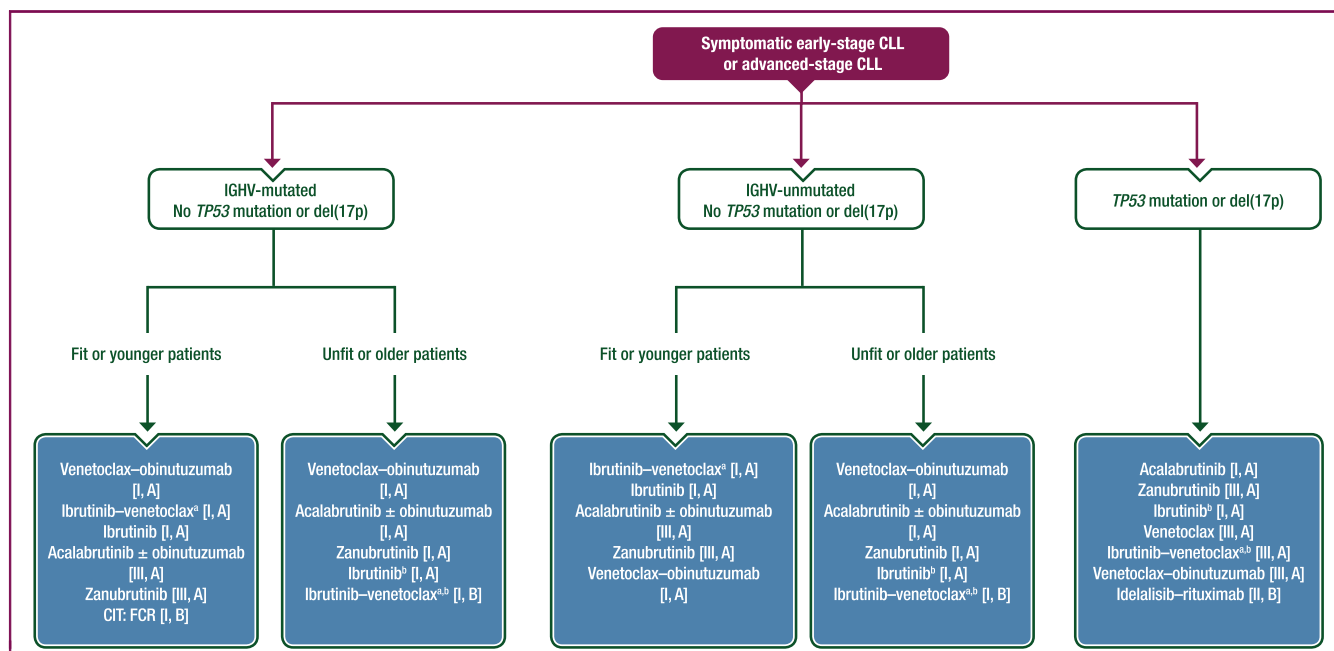 Symptomatic early-stage CLL
or advanced-stage CLL
IGHV-mutated
No TP53 mutation or del(17p)
IGHV-unmutated
No TP53 mutation or del(17p)
TP53 mutation or del(17p)
Fit or younger patients
Unfit or older patients
Fit or younger patients
Unfit or older patients
Venetoclax–obinutuzumab
[I, A]
Ibrutinib–venetoclaxᵃ [I, A]
Ibrutinib [I, A]
Acalabrutinib ± obinutuzumab
[III, A]
Zanubrutinib [III, A]
CIT: FCR [I, B]
Venetoclax–obinutuzumab
[I, A]
Acalabrutinib ± obinutuzumab
[I, A]
Zanubrutinib [I, A]
Ibrutinibᵇ [I, A]
Ibrutinib–venetoclaxᵃ,ᵇ [I, B]
Ibrutinib–venetoclaxᵃ [I, A]
Ibrutinib [I, A]
Acalabrutinib ± obinutuzumab
[III, A]
Zanubrutinib [III, A]
Venetoclax–obinutuzumab
[I, A]
Venetoclax–obinutuzumab
[I, A]
Acalabrutinib ± obinutuzumab
[I, A]
Zanubrutinib [I, A]
Ibrutinibᵇ [I, A]
Ibrutinib–venetoclaxᵃ,ᵇ [I, B]
Acalabrutinib [I, A]
Zanubrutinib [III, A]
Ibrutinibᵇ [I, A]
Venetoclax [III, A]
Ibrutinib–venetoclaxᵃ,ᵇ [III, A]
Venetoclax–obinutuzumab [III, A]
Idelalisib–rituximab [II, B]